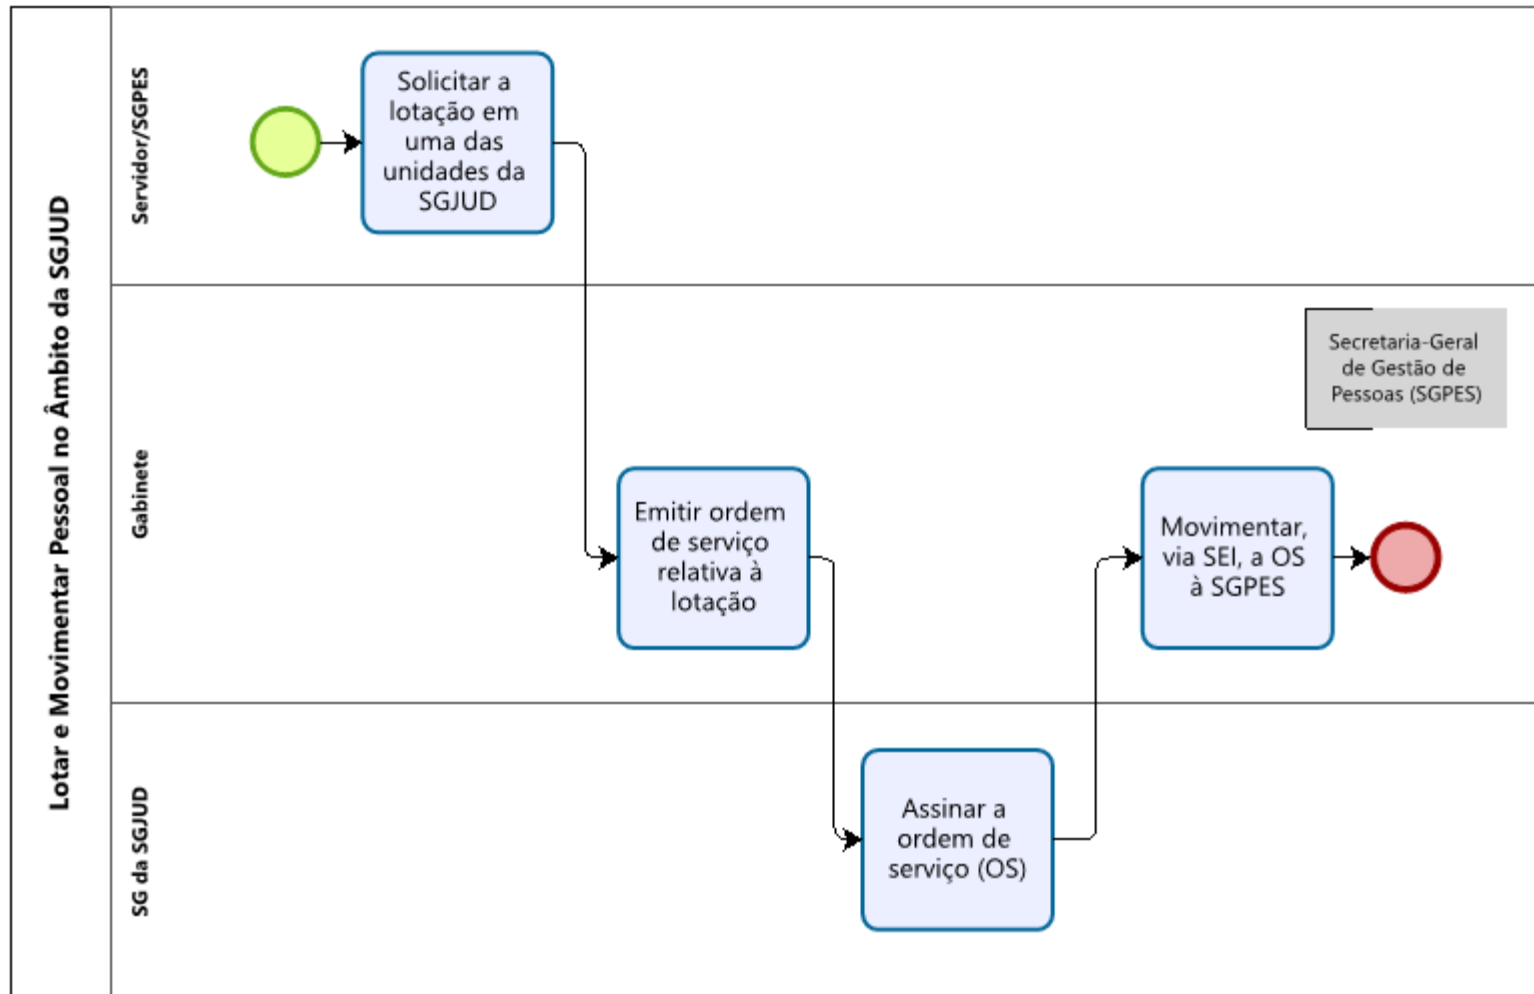 Lotar e Movimentar Pessoal no Âmbito da SGJUD
Servidor/SGPES
Solicitar a
lotação em
uma das
unidades da
SGJUD
Gabinete
Secretaria-Geral
de Gestão de
Pessoas (SGPES)
Emitir ordem
de serviço
relativa à
lotação
Movimentar,
via SEI, a OS
à SGPES
SG da SGJUD
Assinar a
ordem de
serviço (OS)